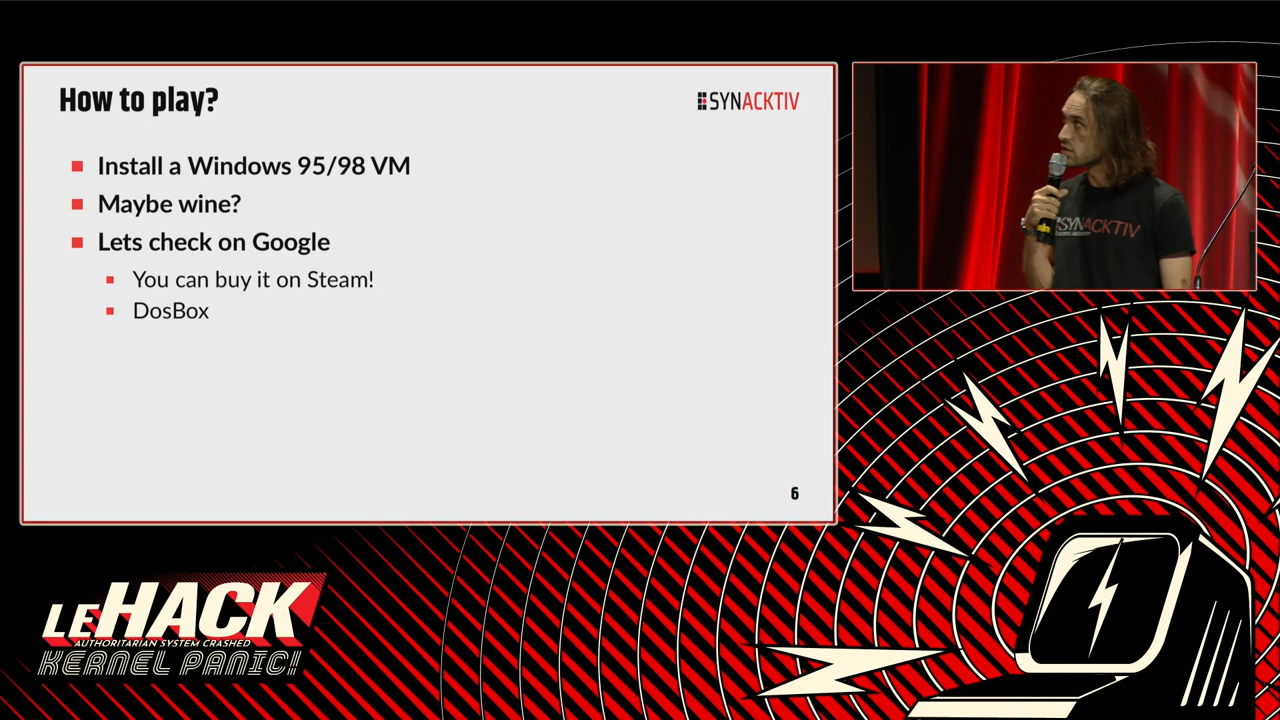 How to play?
SYNACKTIV
Install a Windows 95/98 VM
Maybe wine?
Lets check on Google
You can buy it on Steam!
DosBox
6
SYNACKTIV
LEHACK
AUTHORITARIAN SYSTEM CRASHED
KERNEL PANIC!